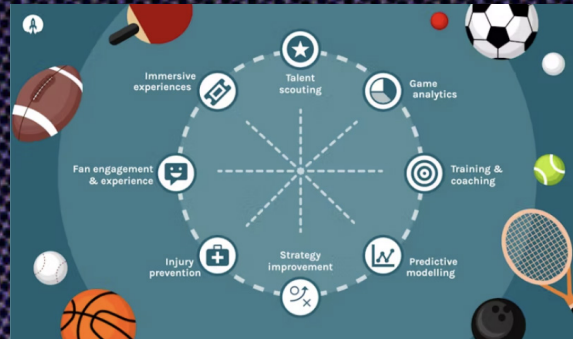 Talent
scouting
Game
analytics
Training &
coaching
Predictive
modelling
Strategy
improvement
Injury
prevention
Fan engagement
& experience
Immersive
experiences